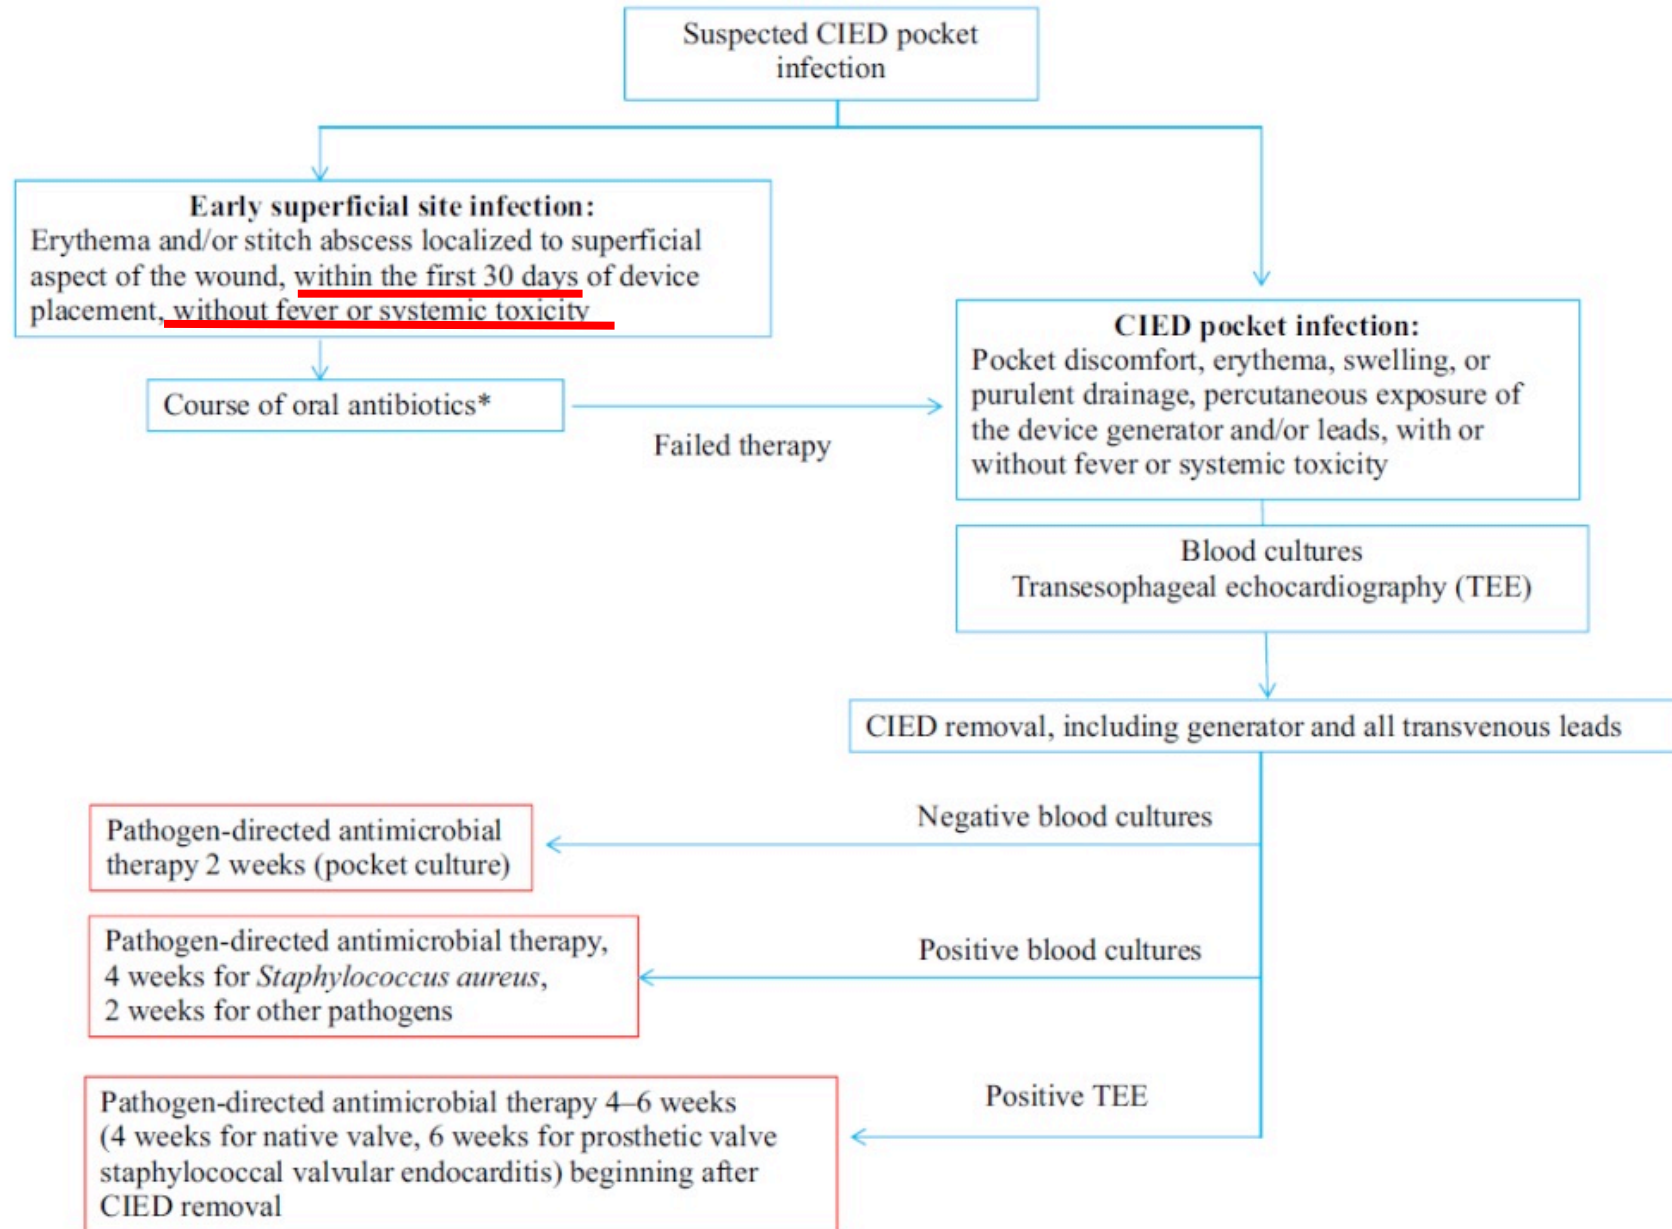 Suspected CIED pocket
infection
Early superficial site infection:
Erythema and/or stitch abscess localized to superficial
aspect of the wound, within the first 30 days of device
placement, without fever or systemic toxicity
Course of oral antibiotics*
Failed therapy
CIED pocket infection:
Pocket discomfort, erythema, swelling, or
purulent drainage, percutaneous exposure of
the device generator and/or leads, with or
without fever or systemic toxicity
Blood cultures
Transesophageal echocardiography (TEE)
CIED removal, including generator and all transvenous leads
Negative blood cultures
Pathogen-directed antimicrobial
therapy 2 weeks (pocket culture)
Positive blood cultures
Pathogen-directed antimicrobial therapy,
4 weeks for Staphylococcus aureus,
2 weeks for other pathogens
Positive TEE
Pathogen-directed antimicrobial therapy 4–6 weeks
(4 weeks for native valve, 6 weeks for prosthetic valve
staphylococcal valvular endocarditis) beginning after
CIED removal